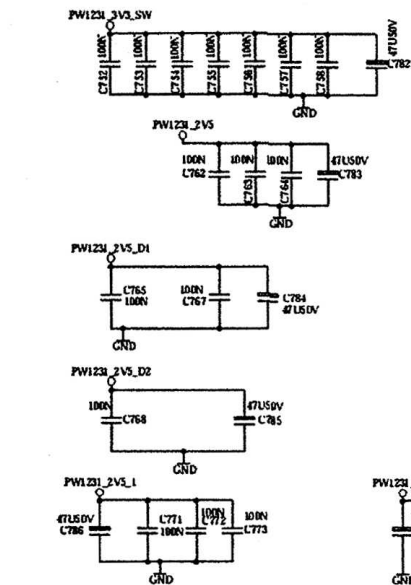 PW1231_3V3_SW
100N 100N 100N 100N 100N 100N 100N 47U50V
C752 C753 C754 C755 C756 C757 C758 C782
GND
PW1231_2V5
100N 100N 100N 47U50V
C762 C763 C764 C783
GND
PW1231_2V5_D1
C765 100N C784
100N C767 47U50V
GND
PW1231_2V5_D2
100N 47U50V
C768 C785
GND
PW1231_2V5_1
47U50V C771 100N 100N
C786 100N C772 C773
GND
PW1231
GND